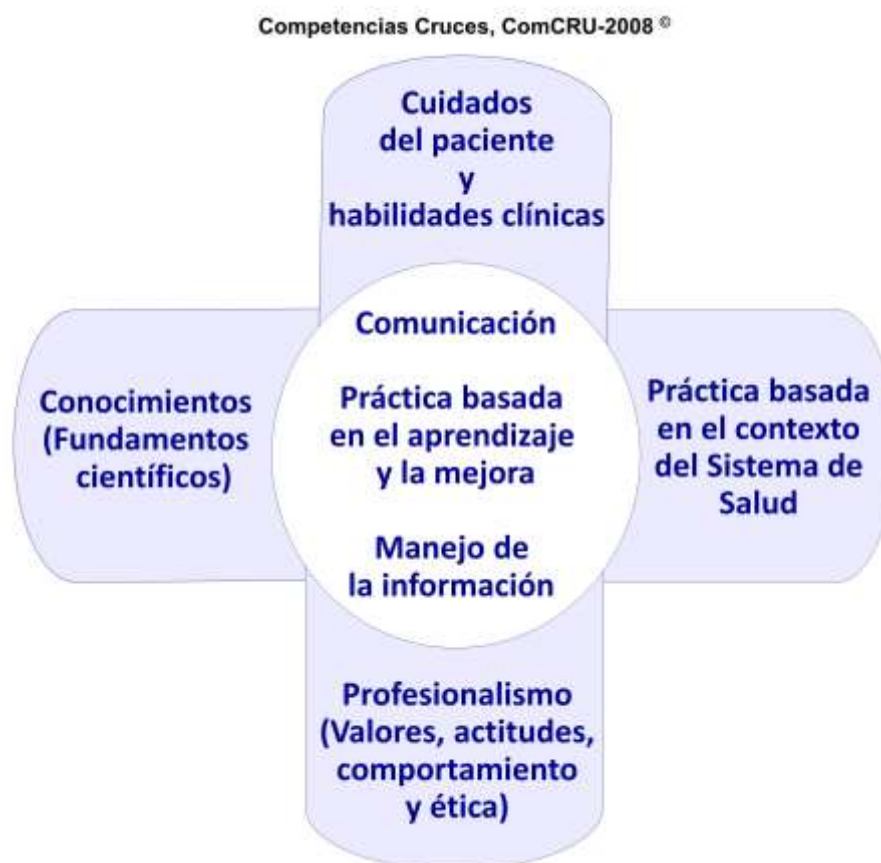 Competencias Cruces, ComCRU-2008 ©
Cuidados
del paciente
y
habilidades clínicas
Comunicación
Práctica basada
en el aprendizaje
y la mejora
Manejo de
la información
Conocimientos
(Fundamentos
científicos)
Práctica basada
en el contexto
del Sistema de
Salud
Profesionalismo
(Valores, actitudes,
comportamiento
y ética)